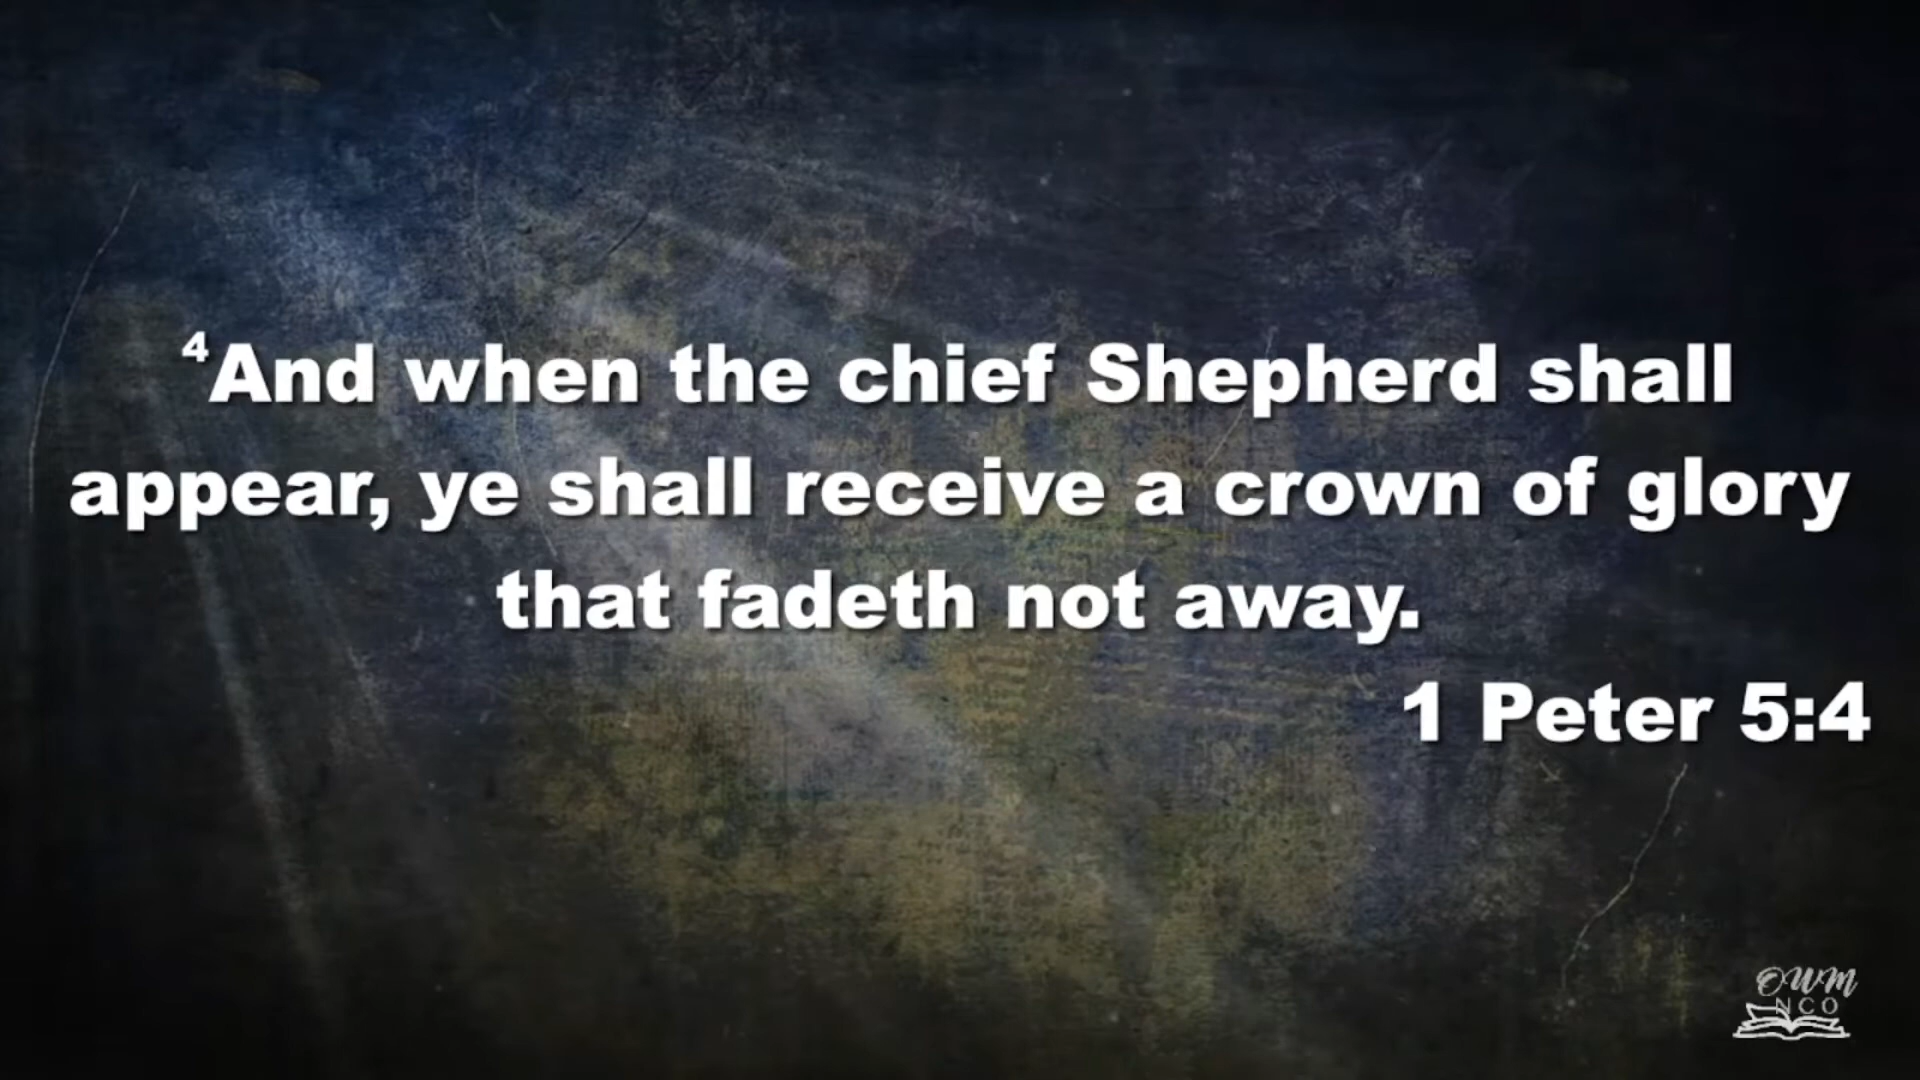 ⁴And when the chief Shepherd shall
appear, ye shall receive a crown of glory
that fadeth not away.
1 Peter 5:4
OWM
NCO